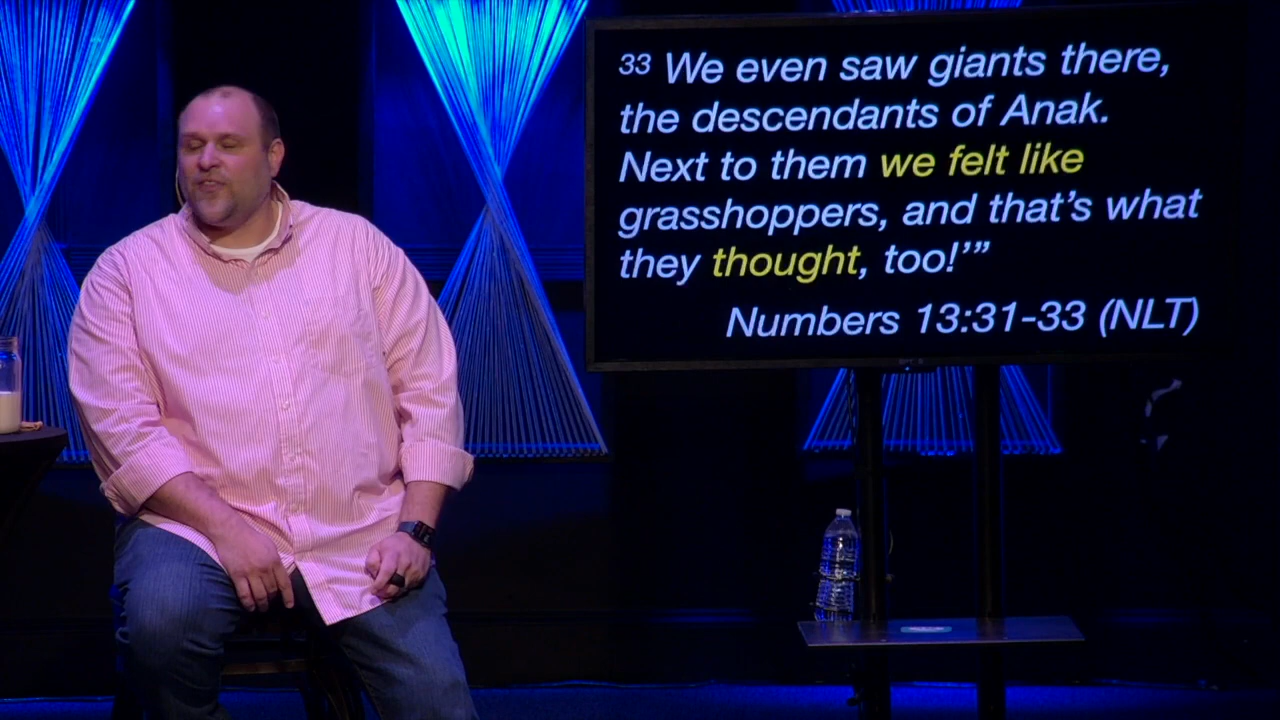 33 We even saw giants there,
the descendants of Anak.
Next to them we felt like
grasshoppers, and that’s what
they thought, too!’”
Numbers 13:31-33 (NLT)